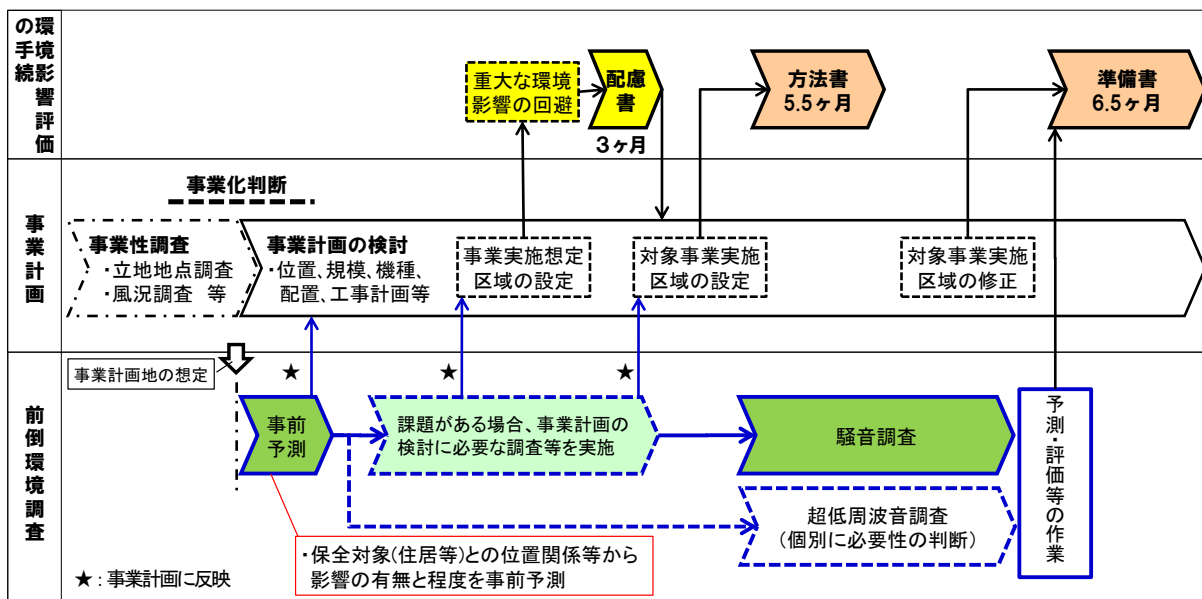 環境影響評価
の手続
重大な環境
影響の回避
配慮
書
3ヶ月
方法書
5.5ヶ月
準備書
6.5ヶ月
事業計画
事業化判断
事業性調査
・立地地点調査
・風況調査 等
事業計画の検討
・位置、規模、機種、
配置、工事計画等
事業実施想定
区域の設定
対象事業実施
区域の設定
対象事業実施
区域の修正
前倒環境調査
事業計画地の想定
★
★
★
事前
予測
課題がある場合、事業計画の
検討に必要な調査等を実施
騒音調査
超低周波音調査
(個別に必要性の判断)
予測・評価等の作業
・保全対象(住居等)との位置関係等から
影響の有無と程度を事前予測
★:事業計画に反映